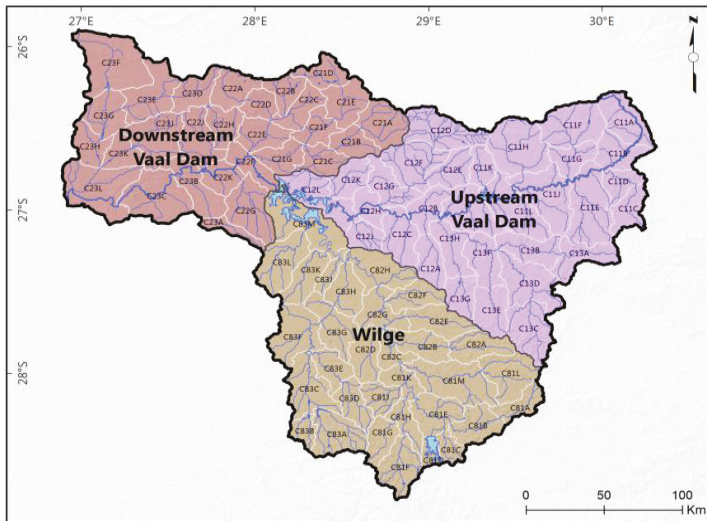 27°E
28°E
29°E
30°E
26°S
27°S
28°S
N
C23F
C21D
C23E
C23D
C22A
C22B
C22C
C22D
C21E
C23G
C21A
C12D
C11F
C11A
C23J
C22J
C22H
C22E
C21F
C21B
C11H
C23H
C23K
Downstream
Vaal Dam
C22F
C21G
C21C
C12F
C12E
C11K
C11G
C11B
C23L
C23B
C22K
C23C
C12L
C12K
C12G
Upstream
Vaal Dam
C11J
C11D
C11E
C11C
C23A
C22G
C12H
C12B
C11L
C83M
C12J
C12C
C13H
C13F
C13B
C13A
C83L
C83K
C83J
C83H
C82H
C12A
C13D
C82F
C13G
C13E
C13C
C82G
C82E
C83F
C83G
Wilge
C82D
C82C
C82B
C82A
C83E
C81K
C81M
C81L
C83C
C83D
C81J
C81H
C81E
C81A
C83B
C83A
C81G
C81B
C81C
C81F
0 50 100
Km